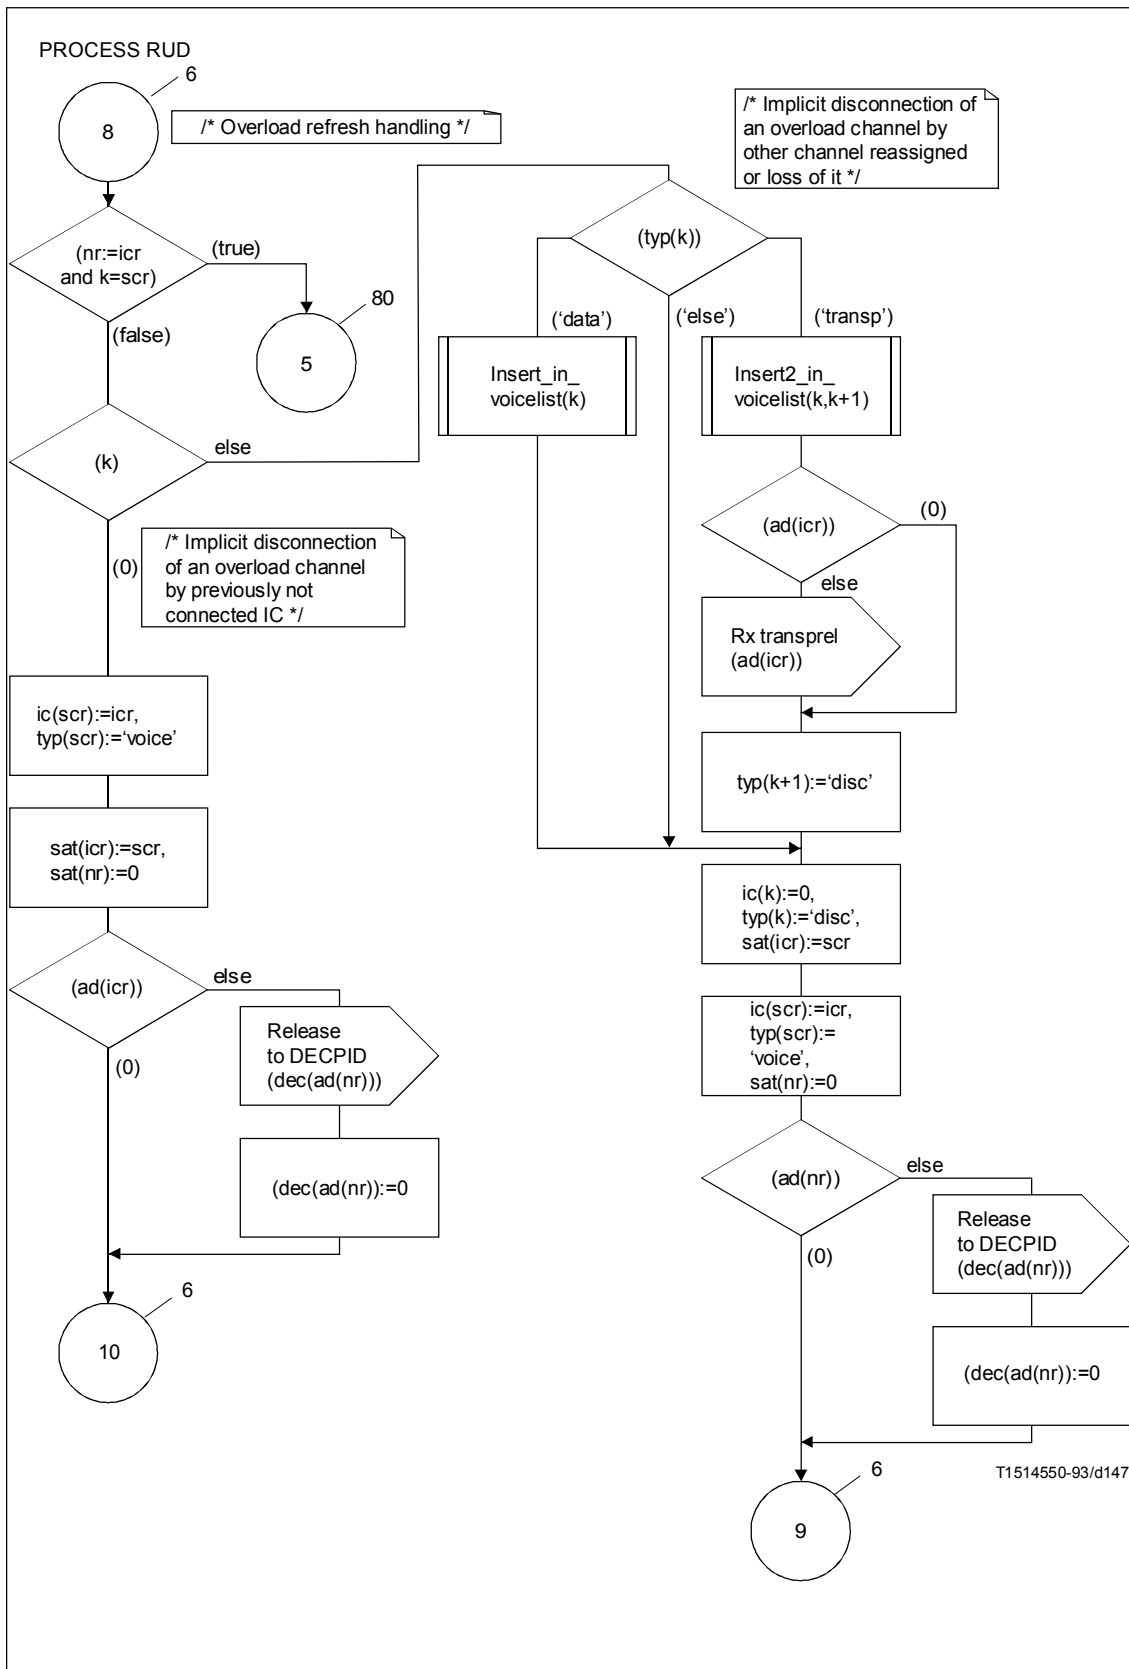 PROCESS RUD
6
8
/* Overload refresh handling */
/* Implicit disconnection of
an overload channel by
other channel reassigned
or loss of it */
(nr:=icr
and k=scr)
(true)
(false)
80
5
(typ(k))
(‘data’)
(‘else’)
(‘transp’)
Insert_in_
voicelist(k)
Insert2_in_
voicelist(k,k+1)
(k)
else
(0)
/* Implicit disconnection
of an overload channel
by previously not
connected IC */
(ad(icr))
(0)
else
Rx transprel
(ad(icr))
typ(k+1):=‘disc’
ic(scr):=icr,
typ(scr):=‘voice’
sat(icr):=scr,
sat(nr):=0
(ad(icr))
else
(0)
Release
to DECPID
(dec(ad(nr)))
(dec(ad(nr)):=0
6
10
ic(k):=0,
typ(k):=‘disc’,
sat(icr):=scr
ic(scr):=icr,
typ(scr):=
‘voice’,
sat(nr):=0
(ad(nr))
else
(0)
Release
to DECPID
(dec(ad(nr)))
(dec(ad(nr)):=0
6
9
T1514550-93/d147